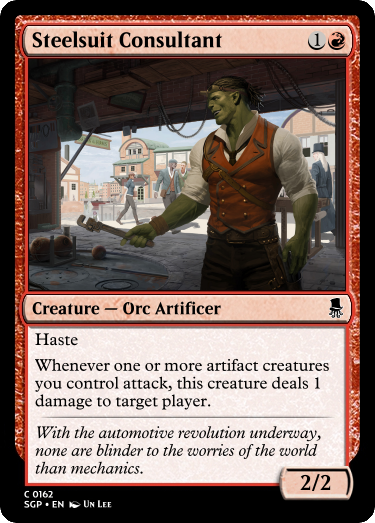 Steelsuit Consultant 1
Creature — Orc Artificer
Haste
Whenever one or more artifact creatures
you control attack, this creature deals 1
damage to target player.
With the automotive revolution underway,
none are blinder to the worries of the world
than mechanics.
2/2
C 0162
SGP • EN Un Lee